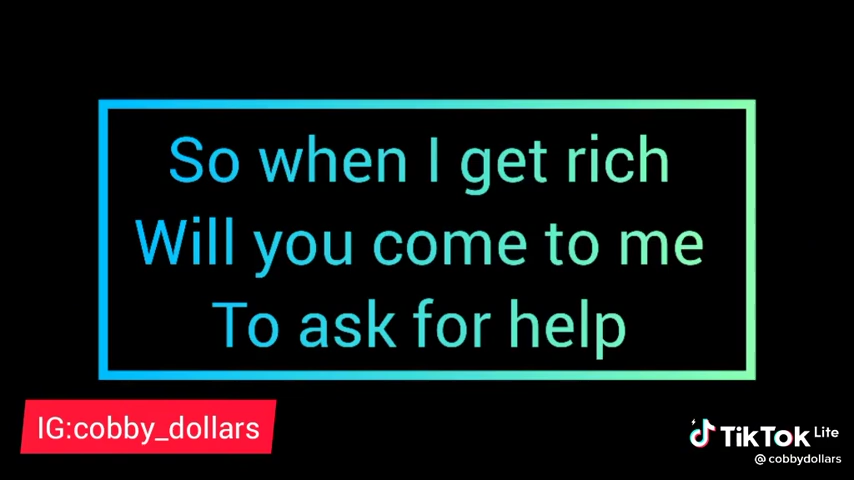 So when I get rich
Will you come to me
To ask for help
IG:cobby_dollars
TikTok Lite
@cobbydollars